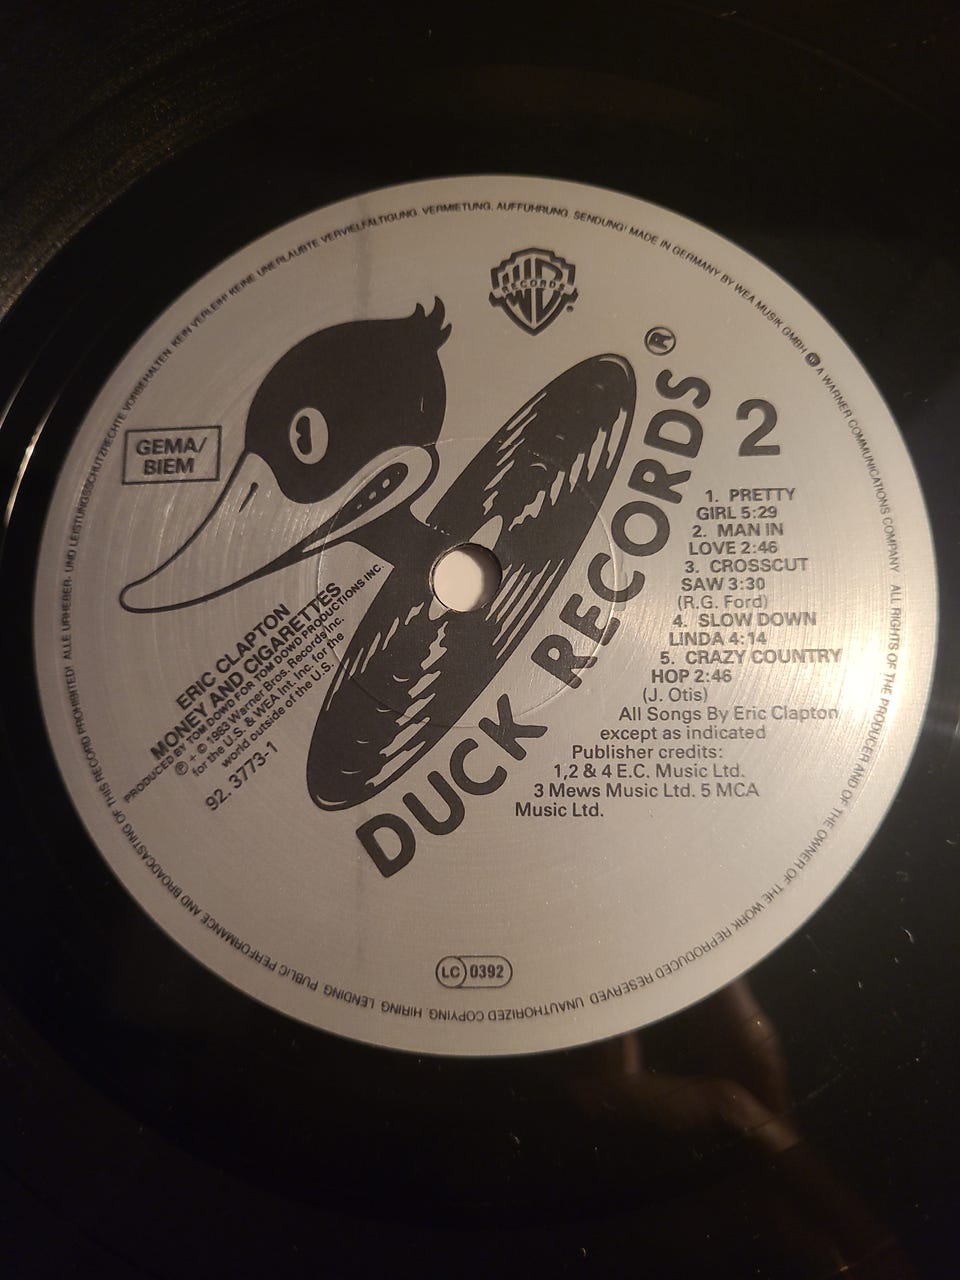 ALLE URHEBER- UND LEISTUNGSSCHUTZRECHTE VORBEHALTEN. KEIN VERLEIH! KEINE UNERLAUBTE VERVIELFÄLTIGUNG, VERMIETUNG, AUFFÜHRUNG, SENDUNG! MADE IN GERMANY BY WEA MUSIK GMBH A WARNER COMMUNICATIONS COMPANY ALL RIGHTS OF THE PRODUCER AND OF THE OWNER OF THE WORK REPRODUCED RESERVED. UNAUTHORIZED COPYING, HIRING, LENDING, PUBLIC PERFORMANCE AND BROADCASTING OF THIS RECORD PROHIBITED!
WB
RECORDS
®
GEMA/
BIEM
DUCK RECORDS ®
2
1. PRETTY
GIRL 5:29
2. MAN IN
LOVE 2:46
3. CROSSCUT
SAW 3:30
(R.G. Ford)
4. SLOW DOWN
LINDA 4:14
5. CRAZY COUNTRY
HOP 2:46
(J. Otis)
All Songs By Eric Clapton
except as indicated
Publisher credits:
1,2 & 4 E.C. Music Ltd.
3 Mews Music Ltd. 5 MCA
Music Ltd.
ERIC CLAPTON
MONEY AND CIGARETTES
PRODUCED BY TOM DOWD FOR TOM DOWD PRODUCTIONS INC.
℗ + © 1983 Warner Bros. Records Inc.
for the U.S. & WEA Int. Inc. for the
world outside of the U.S.
92. 3773-1
LC 0392